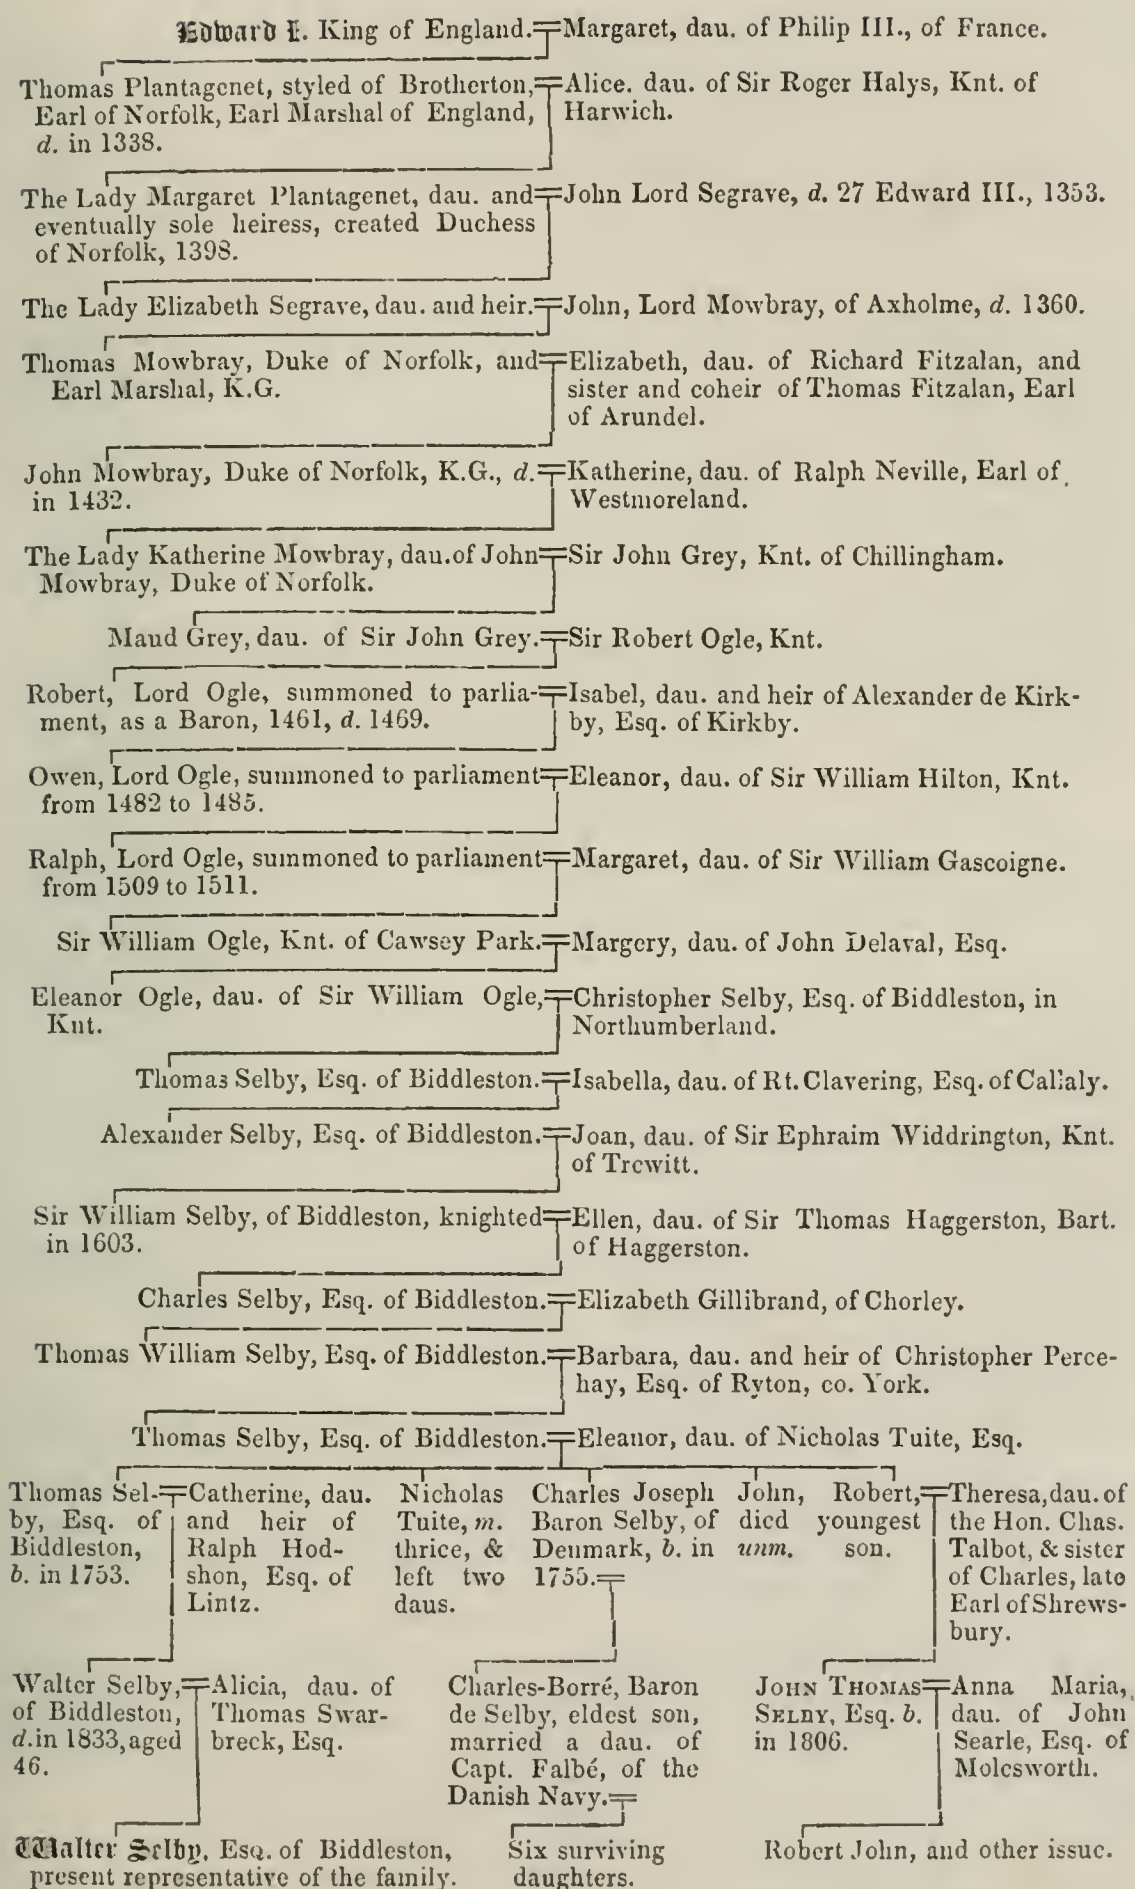 Edward I. King of England.=Margaret, dau. of Philip III., of France.
Thomas Plantagenet, styled of Brotherton,=Alice. dau. of Sir Roger Halys, Knt. of
Earl of Norfolk, Earl Marshal of England, Harwich.
d. in 1338.
The Lady Margaret Plantagenet, dau. and=John Lord Segrave, d. 27 Edward III., 1353.
eventually sole heiress, created Duchess
of Norfolk, 1398.
The Lady Elizabeth Segrave, dau. and heir.=John, Lord Mowbray, of Axholme, d. 1360.
Thomas Mowbray, Duke of Norfolk, and=Elizabeth, dau. of Richard Fitzalan, and
Earl Marshal, K.G. sister and coheir of Thomas Fitzalan, Earl
of Arundel.
John Mowbray, Duke of Norfolk, K.G., d.=Katherine, dau. of Ralph Neville, Earl of
in 1432. Westmoreland.
The Lady Katherine Mowbray, dau. of John=Sir John Grey, Knt. of Chillingham.
Mowbray, Duke of Norfolk.
Maud Grey, dau. of Sir John Grey.=Sir Robert Ogle, Knt.
Robert, Lord Ogle, summoned to parlia-=Isabel, dau. and heir of Alexander de Kirk-
ment, as a Baron, 1461, d. 1469. by, Esq. of Kirkby.
Owen, Lord Ogle, summoned to parliament=Eleanor, dau. of Sir William Hilton, Knt.
from 1482 to 1485.
Ralph, Lord Ogle, summoned to parliament=Margaret, dau. of Sir William Gascoigne.
from 1509 to 1511.
Sir William Ogle, Knt. of Cawsey Park.=Margery, dau. of John Delaval, Esq.
Eleanor Ogle, dau. of Sir William Ogle,=Christopher Selby, Esq. of Biddleston, in
Knt. Northumberland.
Thomas Selby, Esq. of Biddleston.=Isabella, dau. of Rt. Clavering, Esq. of Callaly.
Alexander Selby, Esq. of Biddleston.=Joan, dau. of Sir Ephraim Widdrington, Knt.
of Trewitt.
Sir William Selby, of Biddleston, knighted=Ellen, dau. of Sir Thomas Haggerston, Bart.
in 1603. of Haggerston.
Charles Selby, Esq. of Biddleston.=Elizabeth Gillibrand, of Chorley.
Thomas William Selby, Esq. of Biddleston.=Barbara, dau. and heir of Christopher Perce-
hay, Esq. of Ryton, co. York.
Thomas Selby, Esq. of Biddleston.=Eleanor, dau. of Nicholas Tuite, Esq.
Thomas Sel-=Catherine, dau. Nicholas Charles Joseph John, Robert,=Theresa, dau. of
by, Esq. of and heir of Tuite, m. Baron Selby, of died youngest the Hon. Chas.
Biddleston, Ralph Hod- thrice, & Denmark, b. in unm. son. Talbot, & sister
b. in 1753. shon, Esq. of left two 1755.= of Charles, late
Lintz. daus. Earl of Shrews-
bury.
Walter Selby,=Alicia, dau. of Charles-Borré, Baron JOHN THOMAS=Anna Maria,
of Biddleston, Thomas Swar- de Selby, eldest son, SELBY, Esq. b. dau. of John
d. in 1833, aged breck, Esq. married a dau. of in 1806. Searle, Esq. of
46. Capt. Falbé, of the Molesworth.
Danish Navy.=
Walter Selby, Esq. of Biddleston, Six surviving Robert John, and other issue.
present representative of the family. daughters.